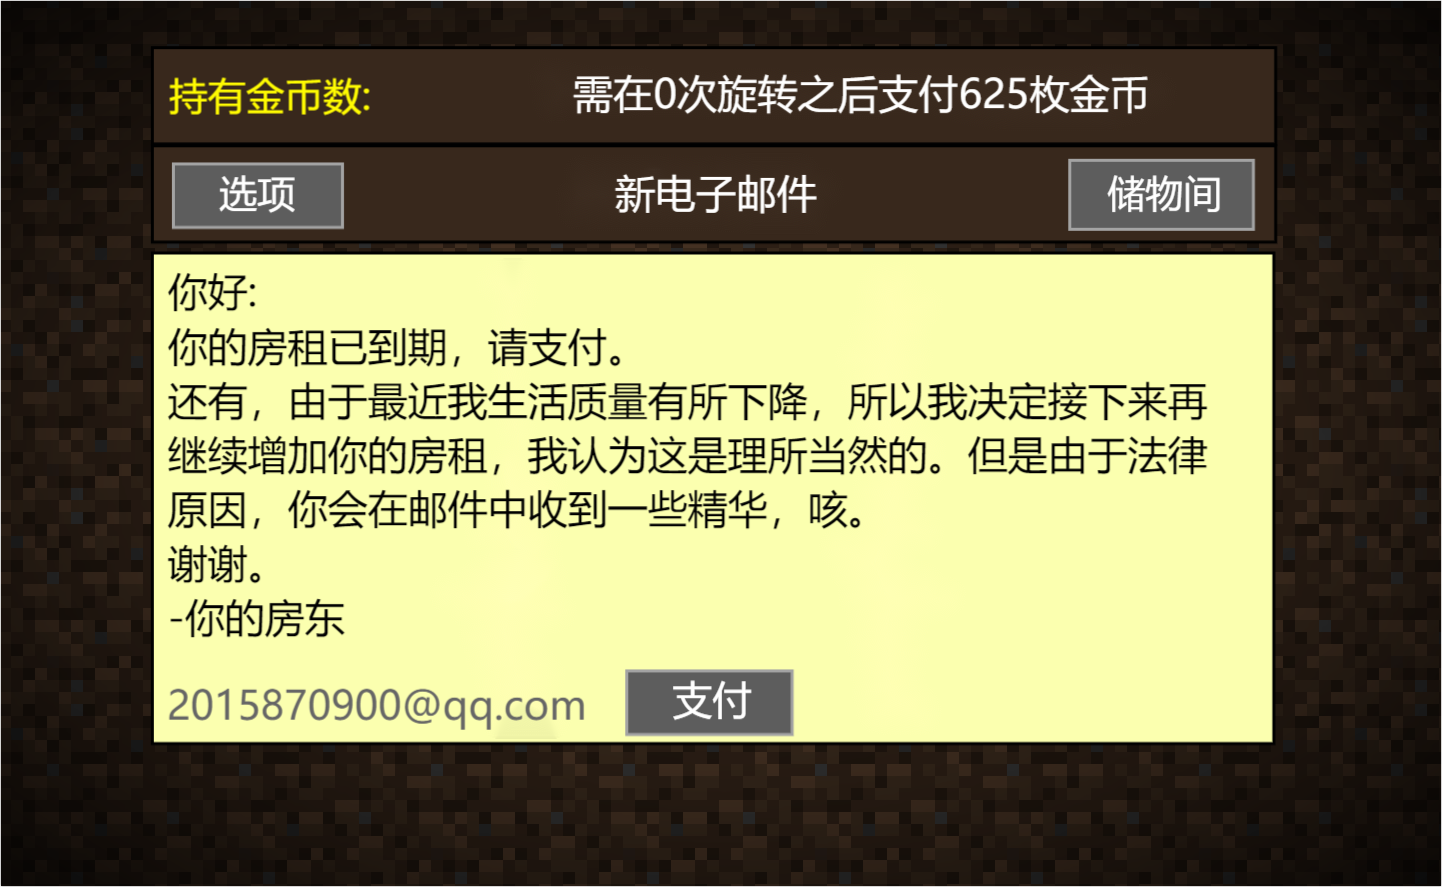 持有金币数:
需在0次旋转之后支付625枚金币
选项
新电子邮件
储物间
你好:
你的房租已到期，请支付。
还有，由于最近我生活质量有所下降，所以我决定接下来再
继续增加你的房租，我认为这是理所当然的。但是由于法律
原因，你会在邮件中收到一些精华，咳。
谢谢。
-你的房东
2015870900@qq.com
支付